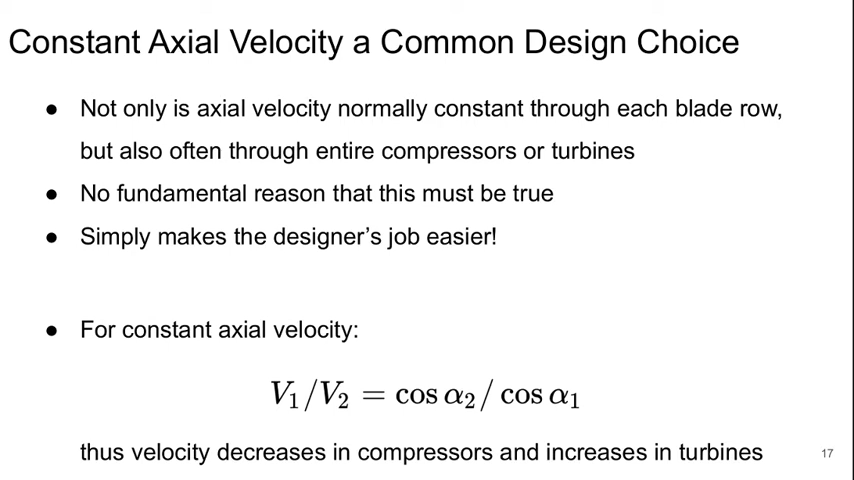 Constant Axial Velocity a Common Design Choice
● Not only is axial velocity normally constant through each blade row,
but also often through entire compressors or turbines
● No fundamental reason that this must be true
● Simply makes the designer’s job easier!
● For constant axial velocity:
V₁/V₂ = cos α₂/ cos α₁
thus velocity decreases in compressors and increases in turbines
17